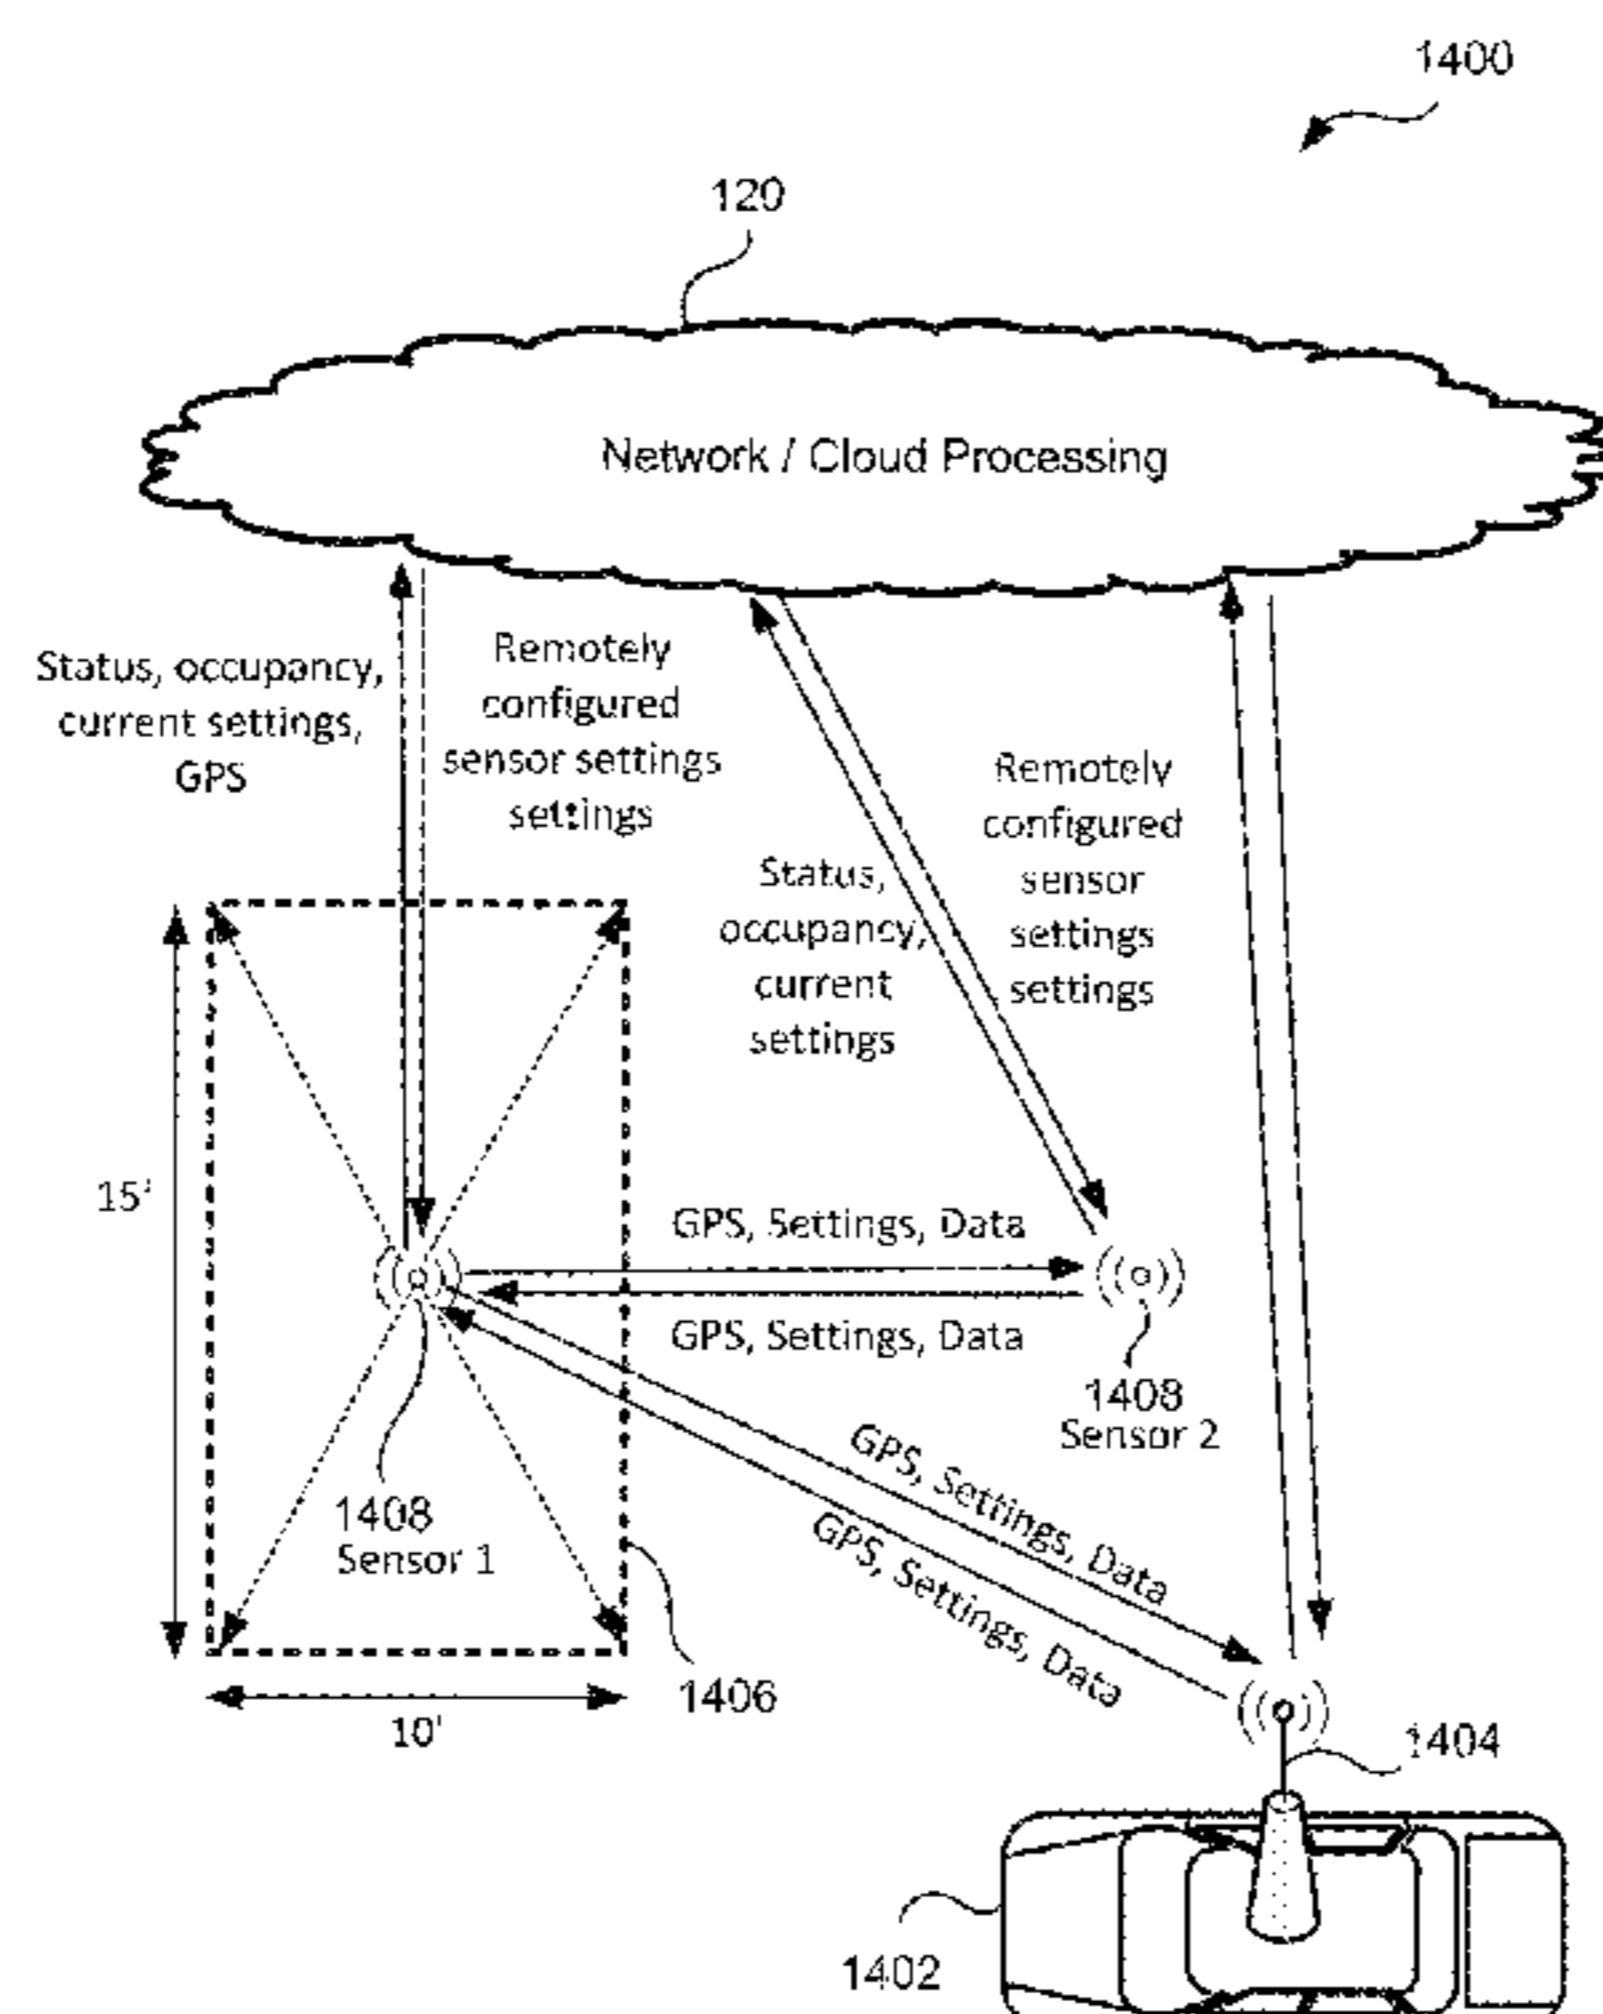 1400
120
Network / Cloud Processing
Status, occupancy,
current settings,
GPS
Remotely
configured
sensor settings
settings
Remotely
configured
sensor
settings
settings
Status,
occupancy,
current
settings
15'
GPS, Settings, Data
GPS, Settings, Data
1408
Sensor 2
GPS, Settings, Data
GPS, Settings, Data
1408
Sensor 1
1406
10'
1404
1402